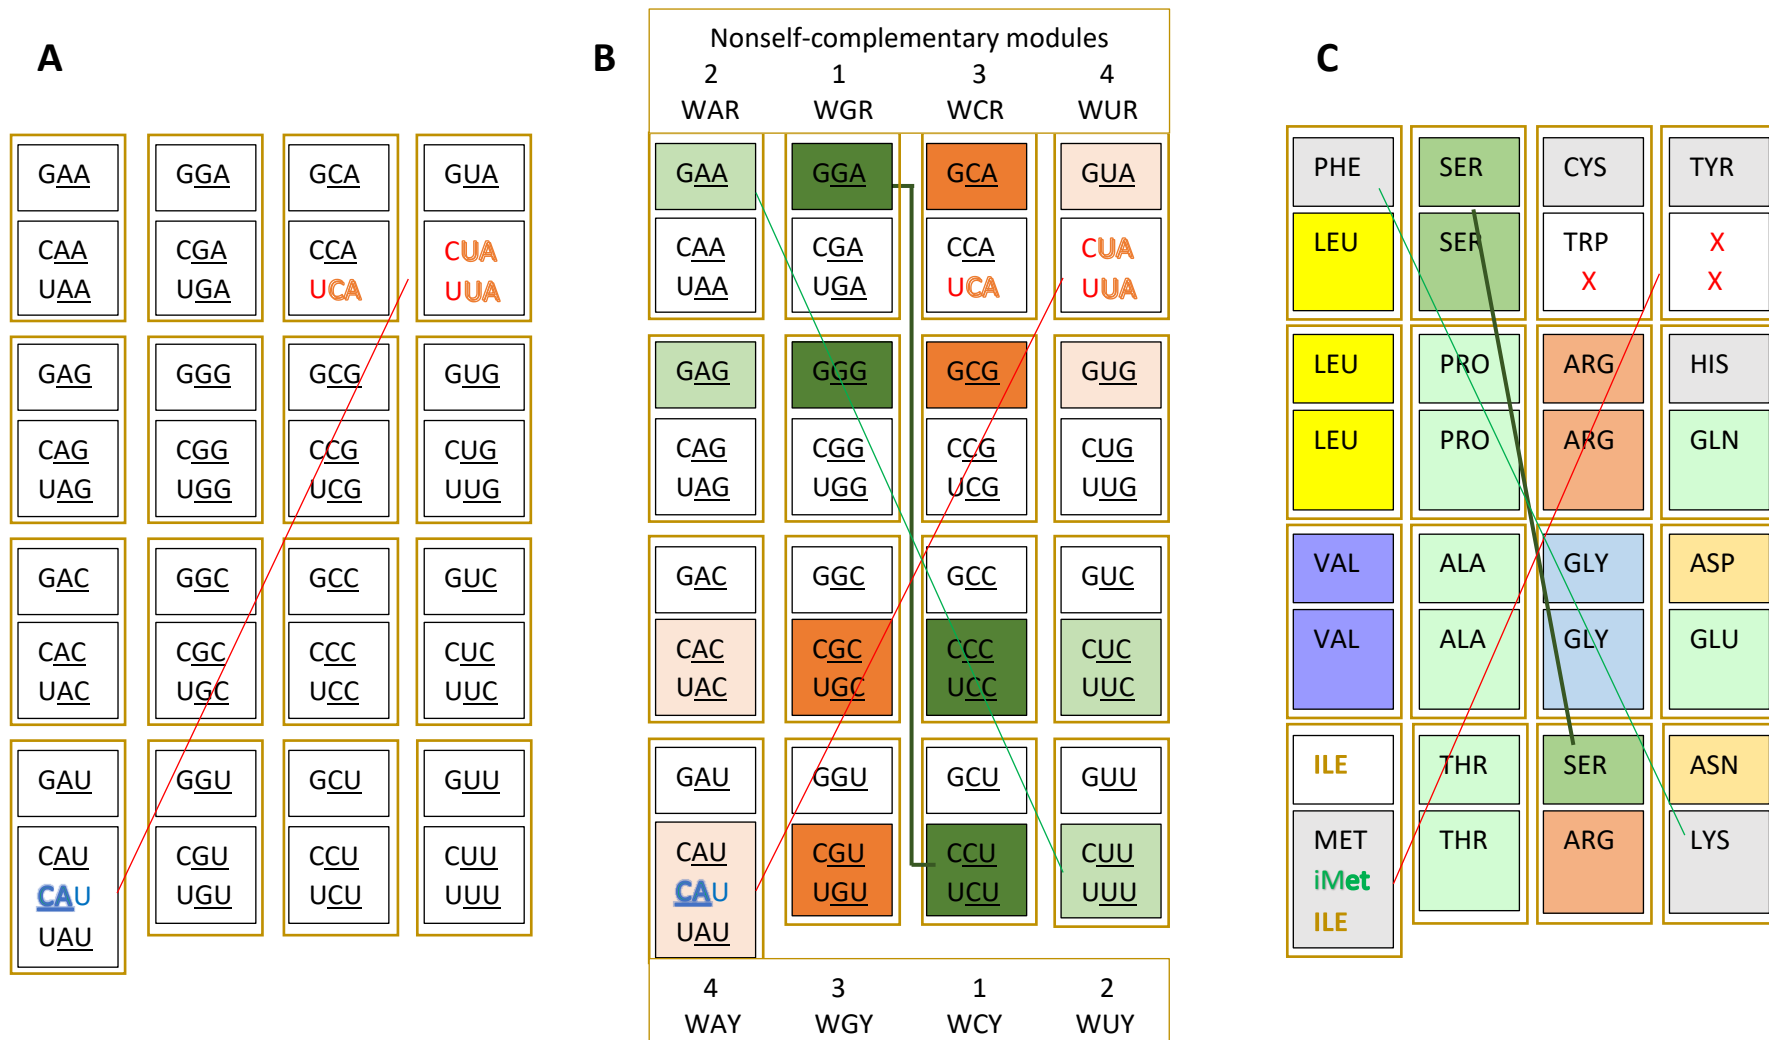 A
GAA GGA GCA GUA
CAA CGA CCA CUA
UAA UGA UCA UUA
GAG GGG GCG GUG
CAG CGG CCG CUG
UAG UGG UCG UUG
GAC GGC GCC GUC
CAC CGC CCC CUC
UAC UGC UCC UUC
GAU GGU GCU GUU
CAU CGU CCU CUU
CAU UGU UCU UUU
UAU
B
Nonself-complementary modules
2 1 3 4
WAR WGR WCR WUR
GAA GGA GCA GUA
CAA CGA CCA CUA
UAA UGA UCA UUA
GAG GGG GCG GUG
CAG CGG CCG CUG
UAG UGG UCG UUG
GAC GGC GCC GUC
CAC CGC CCC CUC
UAC UGC UCC UUC
GAU GGU GCU GUU
CAU CGU CCU CUU
CAU UGU UCU UUU
UAU
4 3 1 2
WAY WGY WCY WUY
C
PHE SER CYS TYR
LEU SER TRP X
X X
LEU PRO ARG HIS
LEU PRO ARG GLN
VAL ALA GLY ASP
VAL ALA GLY GLU
ILE THR SER ASN
MET THR ARG LYS
iMet
ILE